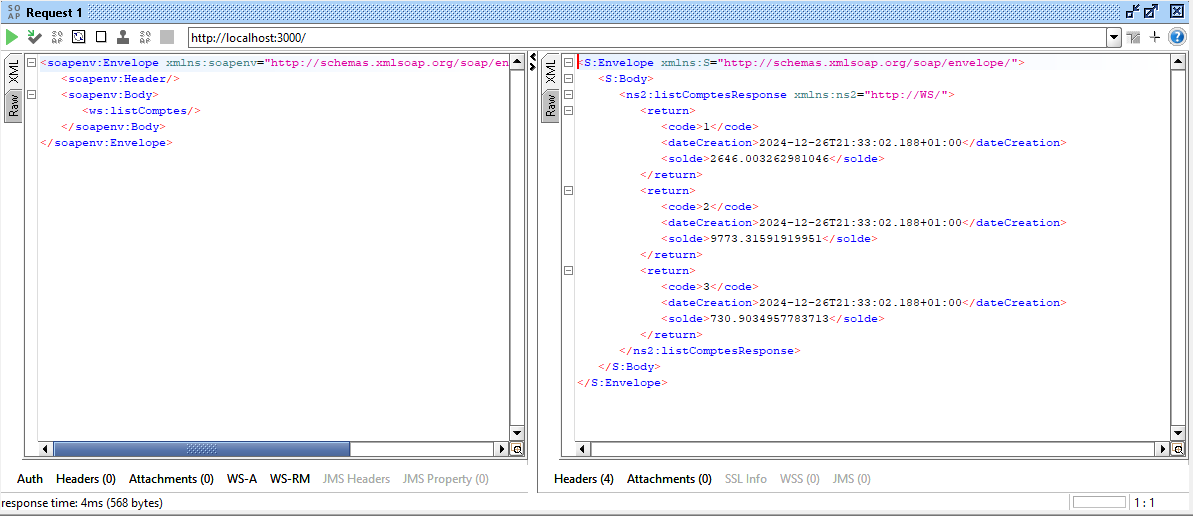 SO AP Request 1
SO AP SO AP http://localhost:3000/ ?
XML
Raw
<soapenv:Envelope xmlns:soapenv="http://schemas.xmlsoap.org/soap/en
<soapenv:Header/>
<soapenv:Body>
<ws:listComptes/>
</soapenv:Body>
</soapenv:Envelope>
Auth Headers (0) Attachments (0) WS-A WS-RM JMS Headers JMS Property (0)
XML
Raw
<S:Envelope xmlns:S="http://schemas.xmlsoap.org/soap/envelope/">
<S:Body>
<ns2:listComptesResponse xmlns:ns2="http://WS/">
<return>
<code>1</code>
<dateCreation>2024-12-26T21:33:02.188+01:00</dateCreation>
<solde>2646.003262981046</solde>
</return>
<return>
<code>2</code>
<dateCreation>2024-12-26T21:33:02.188+01:00</dateCreation>
<solde>9773.31591919951</solde>
</return>
<return>
<code>3</code>
<dateCreation>2024-12-26T21:33:02.188+01:00</dateCreation>
<solde>730.9034957783713</solde>
</return>
</ns2:listComptesResponse>
</S:Body>
</S:Envelope>
Headers (4) Attachments (0) SSL Info WSS (0) JMS (0)
response time: 4ms (568 bytes)
1 : 1